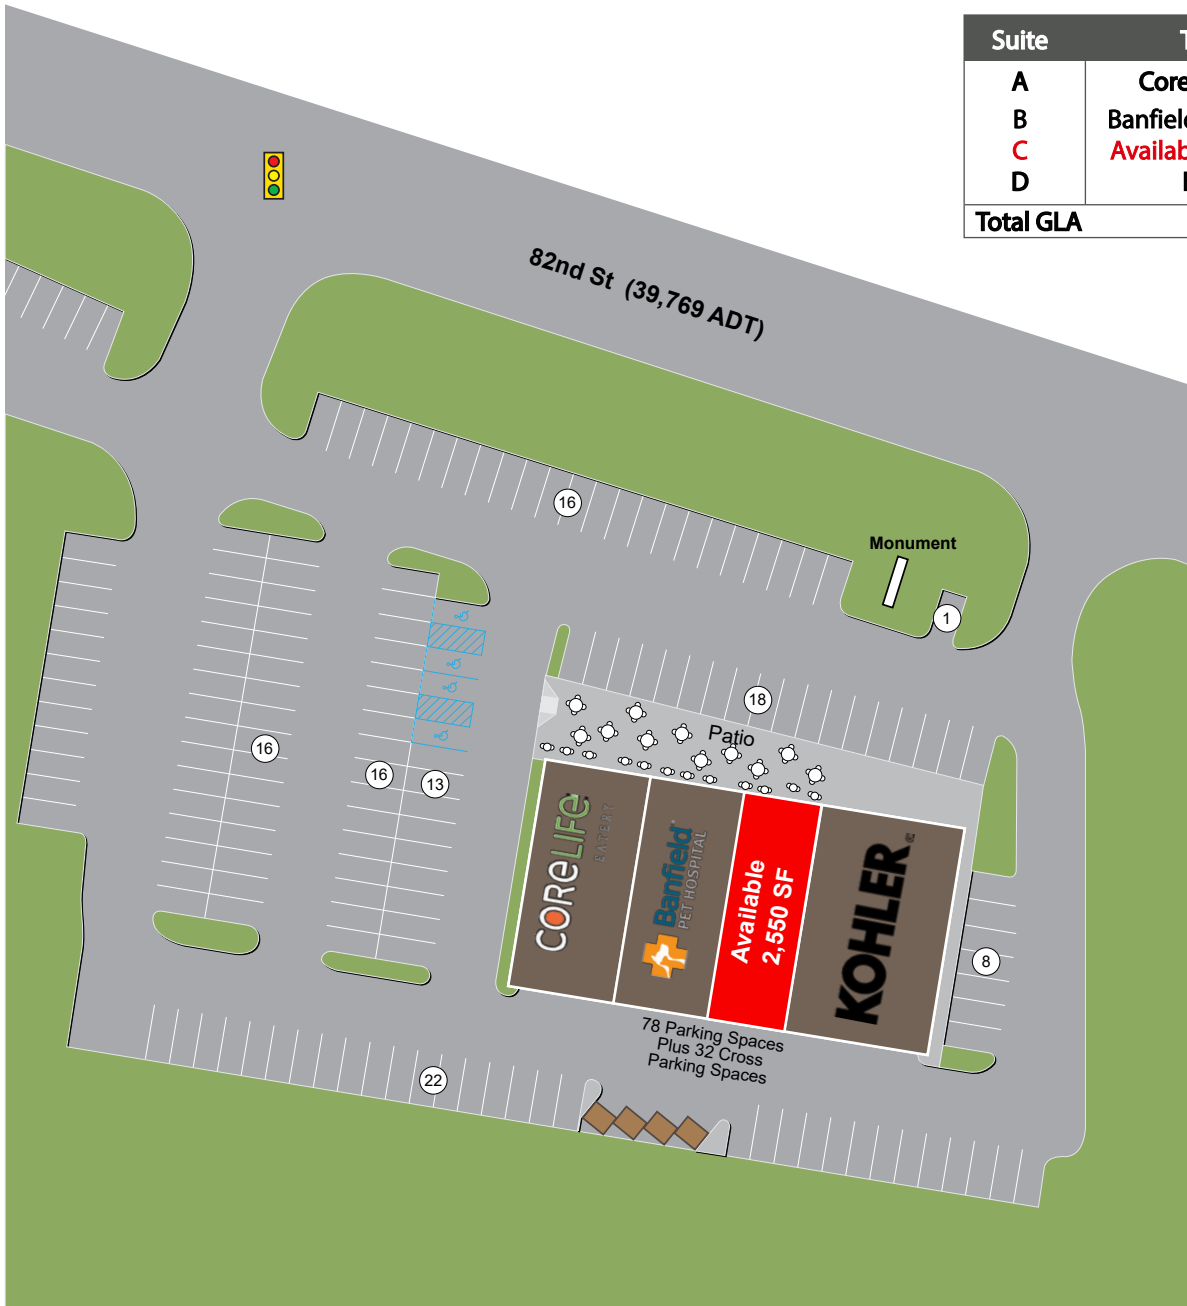 Suite
A Core
B Banfield
C Availab
D
Total GLA
82nd St (39,769 ADT)
16
Monument
1
18
Patio
16
16
13
CORELIFE
EATERY
Banfield
PET HOSPITAL
Available
2,550 SF
KOHLER
8
78 Parking Spaces
Plus 32 Cross
Parking Spaces
22